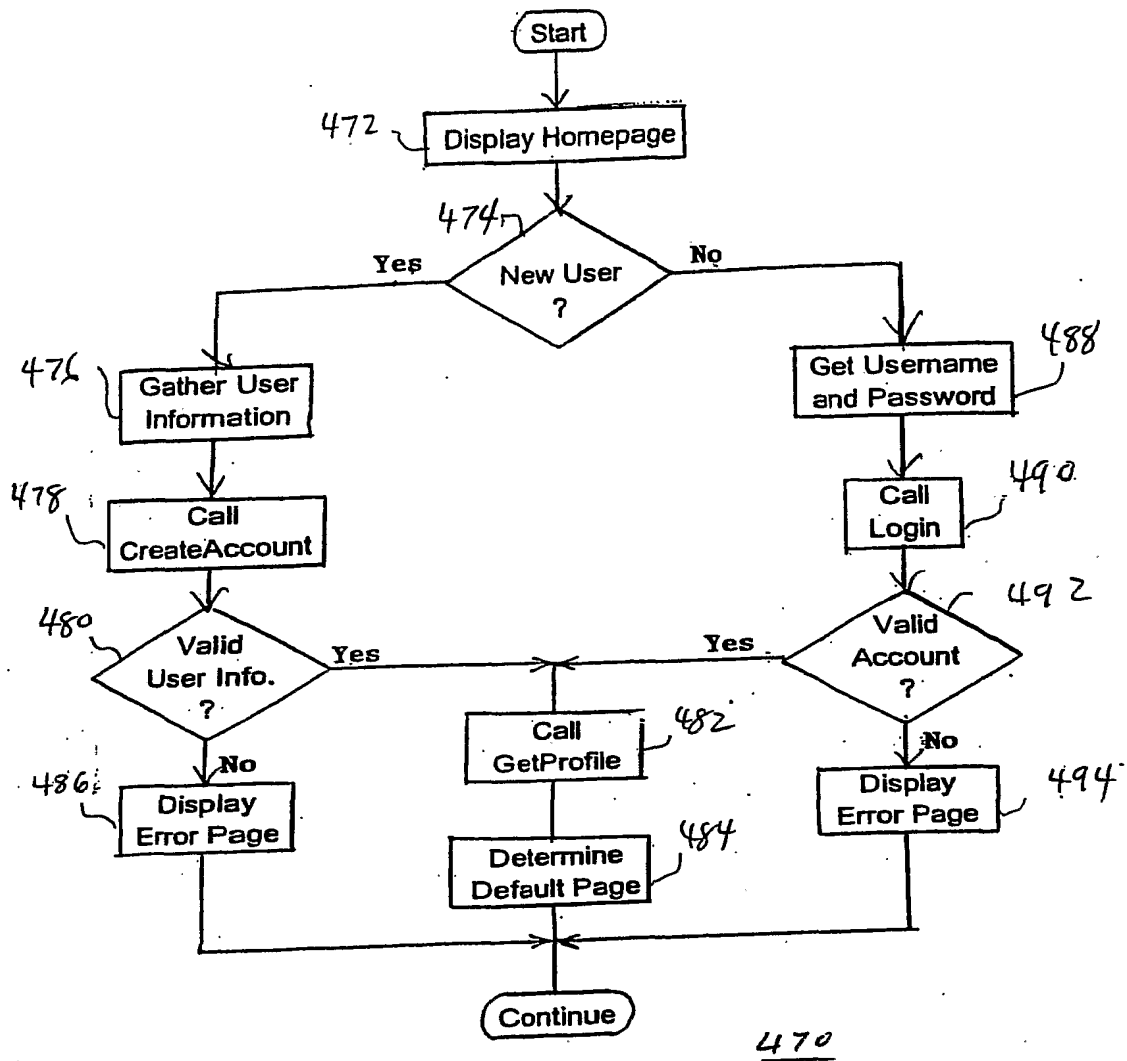 Start
472
Display Homepage
474
Yes
New User
?
No
476
Gather User
Information
488
Get Username
and Password
478
Call
CreateAccount
490
Call
Login
480
Valid
User Info.
?
Yes
492
Valid
Account
?
Yes
482
Call
GetProfile
No
486
Display
Error Page
No
494
Display
Error Page
484
Determine
Default Page
Continue
470